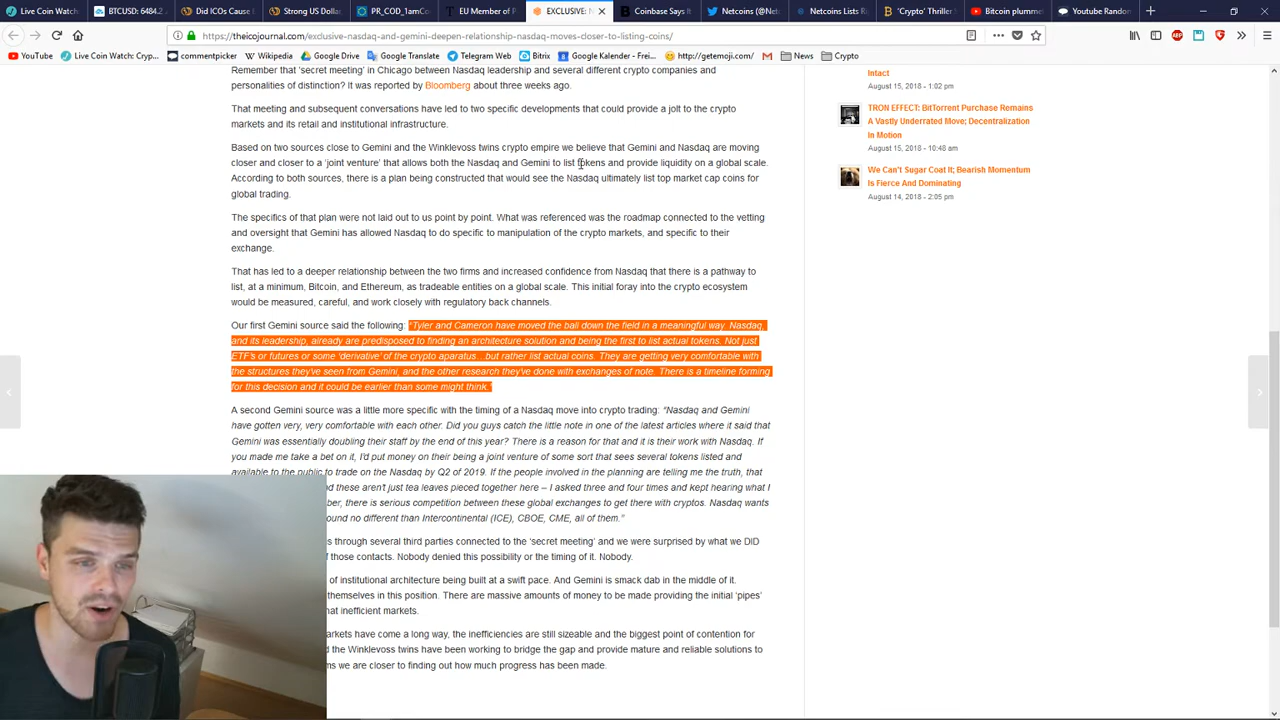 Live Coin Watch:
BTCUSD: 6484.2
Did ICOs Cause E
Strong US Dollar
PR_COD_1amCo
EU Member of P
EXCLUSIVE: N
Coinbase Says It
Twitter (@Net
Netcoins Lists R
'Crypto' Thriller
Bitcoin plumme
Youtube Random
https://theicojournal.com/exclusive-nasdaq-and-gemini-deepen-relationship-nasdaq-moves-closer-to-listing-coins/
YouTube
Live Coin Watch: Cryp...
commentpicker
Wikipedia
Google Drive
Google Translate
Telegram Web
Bitrix
http://getemoji.com/
News
Crypto
Remember that 'secret meeting' in Chicago between Nasdaq leadership and several different crypto companies and
personalities of distinction? It was reported by Bloomberg about three weeks ago.
That meeting and subsequent conversations have led to two specific developments that could provide a jolt to the crypto
markets and its retail and institutional infrastructure.
Based on two sources close to Gemini and the Winklevoss twins crypto empire we believe that Gemini and Nasdaq are moving
closer and closer to a 'joint venture' that allows both the Nasdaq and Gemini to list tokens and provide liquidity on a global scale.
According to both sources, there is a plan being constructed that would see the Nasdaq ultimately list top market cap coins for
global trading.
The specifics of that plan were not laid out to us point by point. What was referenced was the roadmap connected to the vetting
and oversight that Gemini has allowed Nasdaq to do specific to manipulation of the crypto markets, and specific to their
exchange.
That has led to a deeper relationship between the two firms and increased confidence from Nasdaq that there is a pathway to
list, at a minimum, Bitcoin, and Ethereum, as tradeable entities on a global scale. This initial foray into the crypto ecosystem
would be measured, careful, and work closely with regulatory back channels.
Our first Gemini source said the following: "Tyler and Cameron have moved the ball down the field in a meaningful way. Nasdaq,
and its leadership, already are predisposed to finding an architecture solution and being the first to list actual tokens. Not just
ETF's or futures or some 'derivative' of the crypto apparatus…but rather list actual coins. They are getting very comfortable with
the structures they've seen from Gemini, and the other research they've done with exchanges of note. There is a timeline forming
for this decision and it could be earlier than some might think."
A second Gemini source was a little more specific with the timing of a Nasdaq move into crypto trading: "Nasdaq and Gemini
have gotten very, very comfortable with each other. Did you guys catch the little note in one of the latest articles where it said that
Gemini was essentially doubling their staff by the end of this year? There is a reason for that and it is their work with Nasdaq. If
you made me take a bet on it, I'd put money on their being a joint venture of some sort that sees several tokens listed and
available to the public to trade on the Nasdaq by Q2 of 2019. If the people involved in the planning are telling me the truth, that
d these aren't just tea leaves pieced together here – I asked three and four times and kept hearing what I
ber, there is serious competition between these global exchanges to get there with cryptos. Nasdaq wants
ound no different than Intercontinental (ICE), CBOE, CME, all of them."
s through several third parties connected to the 'secret meeting' and we were surprised by what we DID
f those contacts. Nobody denied this possibility or the timing of it. Nobody.
of institutional architecture being built at a swift pace. And Gemini is smack dab in the middle of it.
themselves in this position. There are massive amounts of money to be made providing the initial 'pipes'
hat inefficient markets.
arkets have come a long way, the inefficiencies are still sizeable and the biggest point of contention for
d the Winklevoss twins have been working to bridge the gap and provide mature and reliable solutions to
ms we are closer to finding out how much progress has been made.
Intact
August 15, 2018 - 1:02 pm
TRON EFFECT: BitTorrent Purchase Remains
A Vastly Underrated Move; Decentralization
In Motion
August 15, 2018 - 11:48 am
We Can't Sugar Coat It; Bearish Momentum
Is Fierce And Dominating
August 14, 2018 - 2:05 pm